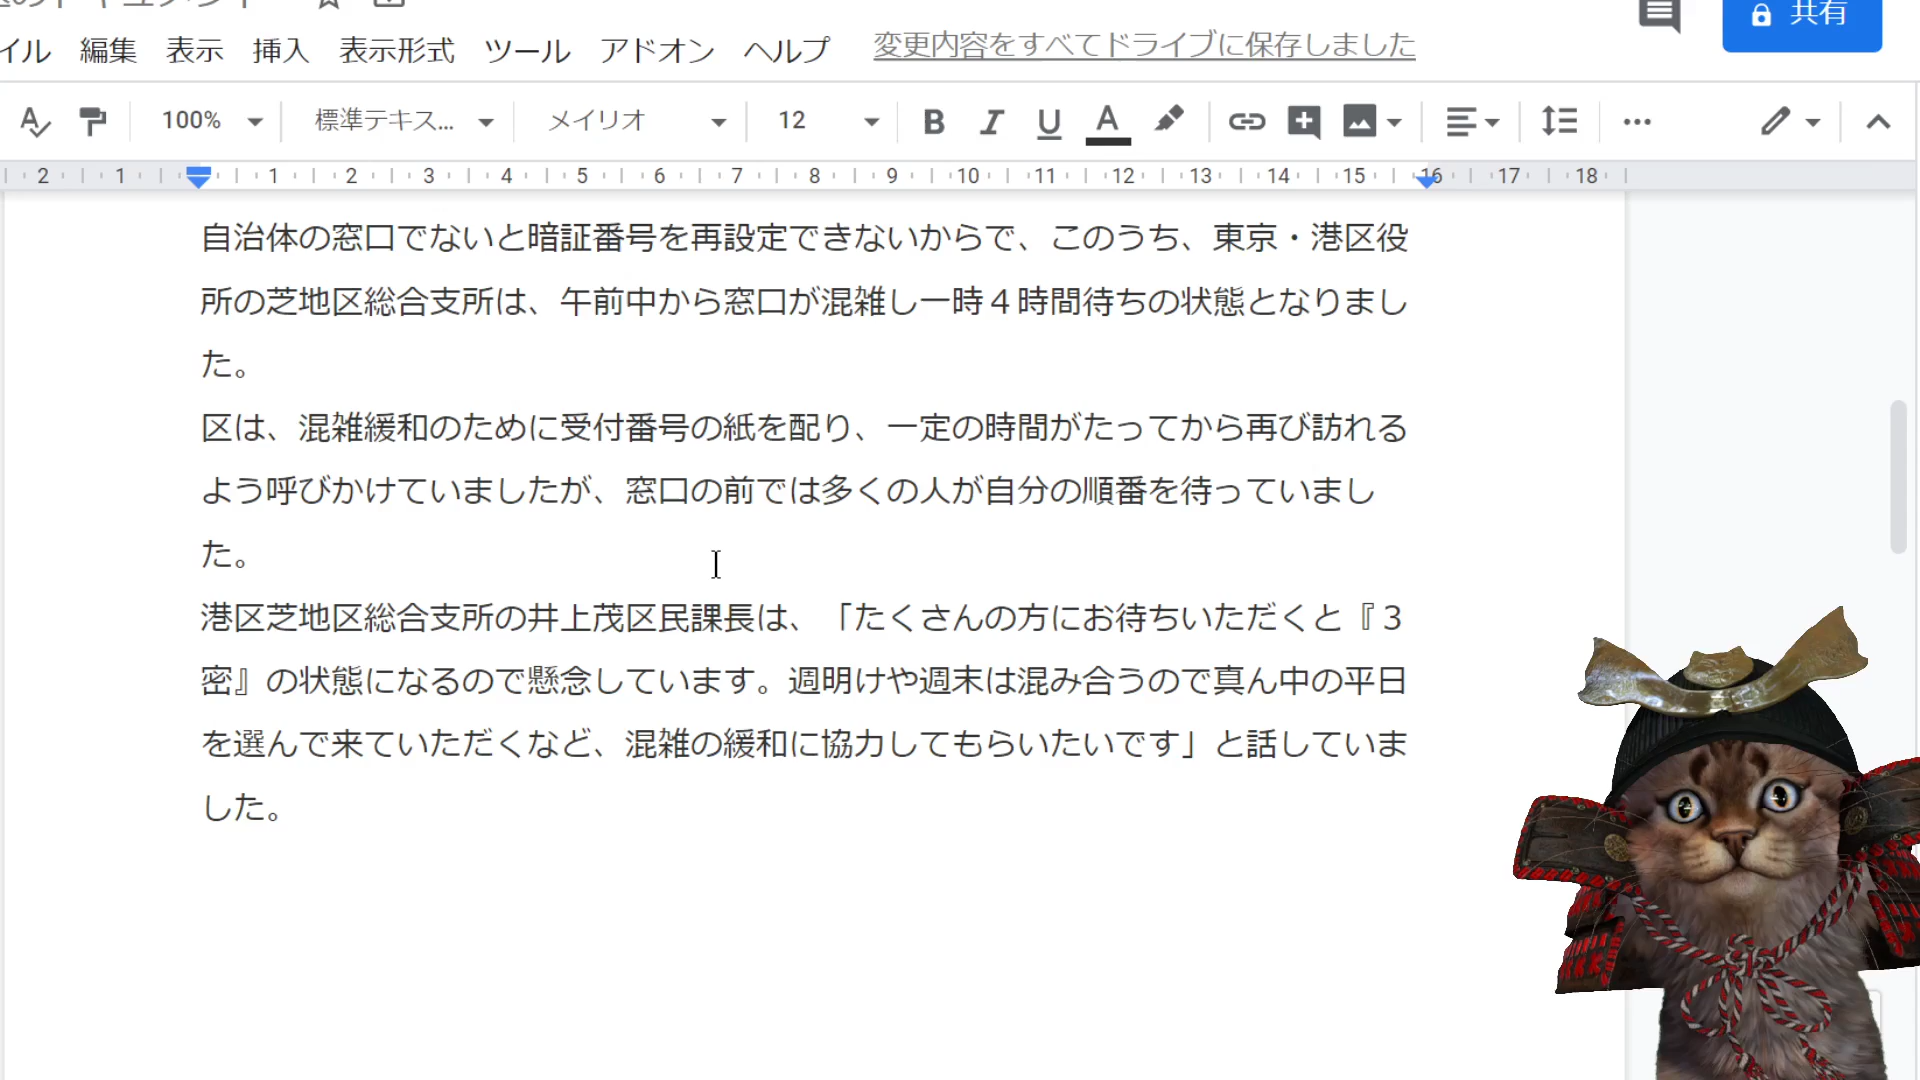 イル 編集 表示 挿入 表示形式 ツール アドオン ヘルプ 変更内容をすべてドライブに保存しました 共有
100% 標準テキス... メイリオ 12 B I U A
2 1 1 2 3 4 5 6 7 8 9 10 11 12 13 14 15 16 17 18
自治体の窓口でないと暗証番号を再設定できないからで、このうち、東京・港区役
所の芝地区総合支所は、午前中から窓口が混雑し一時４時間待ちの状態となりまし
た。
区は、混雑緩和のために受付番号の紙を配り、一定の時間がたってから再び訪れる
よう呼びかけていましたが、窓口の前では多くの人が自分の順番を待っていまし
た。
港区芝地区総合支所の井上茂区民課長は、「たくさんの方にお待ちいただくと『３
密』の状態になるので懸念しています。週明けや週末は混み合うので真ん中の平日
を選んで来ていただくなど、混雑の緩和に協力してもらいたいです」と話していま
した。